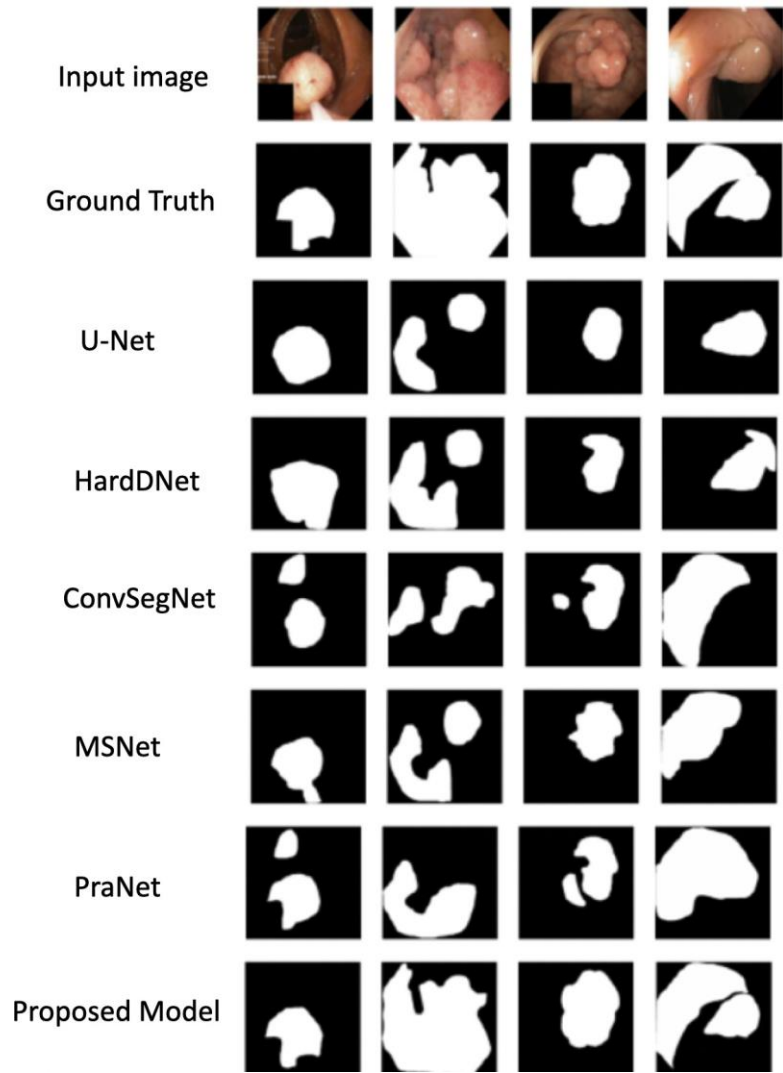 Input image
Ground Truth
U-Net
HardDNet
ConvSegNet
MSNet
PraNet
Proposed Model